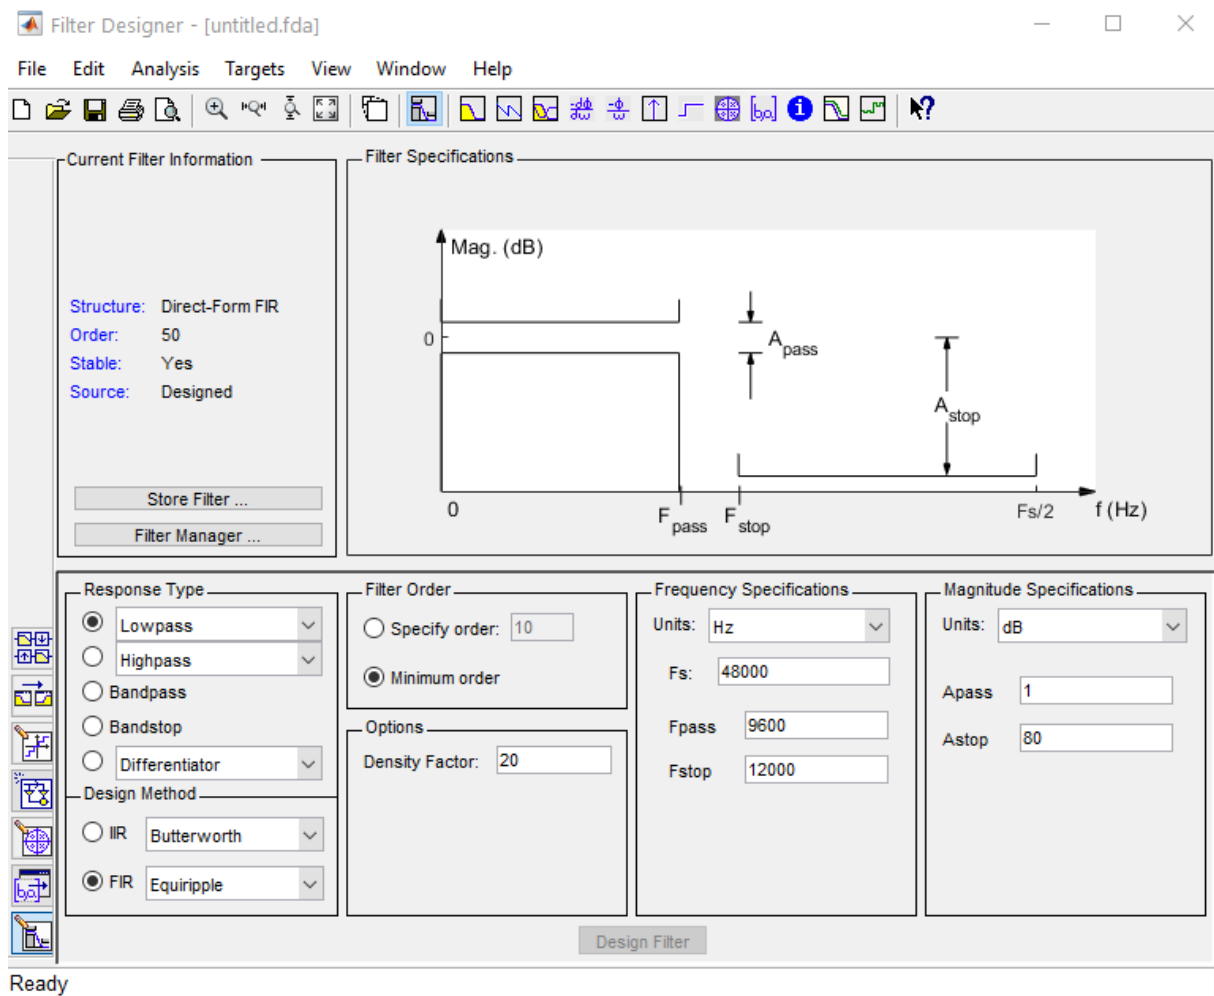 Filter Designer - [untitled.fda]
File Edit Analysis Targets View Window Help
Current Filter Information
Structure: Direct-Form FIR
Order: 50
Stable: Yes
Source: Designed
Store Filter ...
Filter Manager ...
Filter Specifications
Mag. (dB)
0
A pass
A stop
0
F pass
F stop
Fs/2
f (Hz)
Response Type
Lowpass
Highpass
Bandpass
Bandstop
Differentiator
Design Method
IIR Butterworth
FIR Equiripple
Filter Order
Specify order: 10
Minimum order
Options
Density Factor: 20
Frequency Specifications
Units: Hz
Fs: 48000
Fpass 9600
Fstop 12000
Magnitude Specifications
Units: dB
Apass 1
Astop 80
Design Filter
Ready